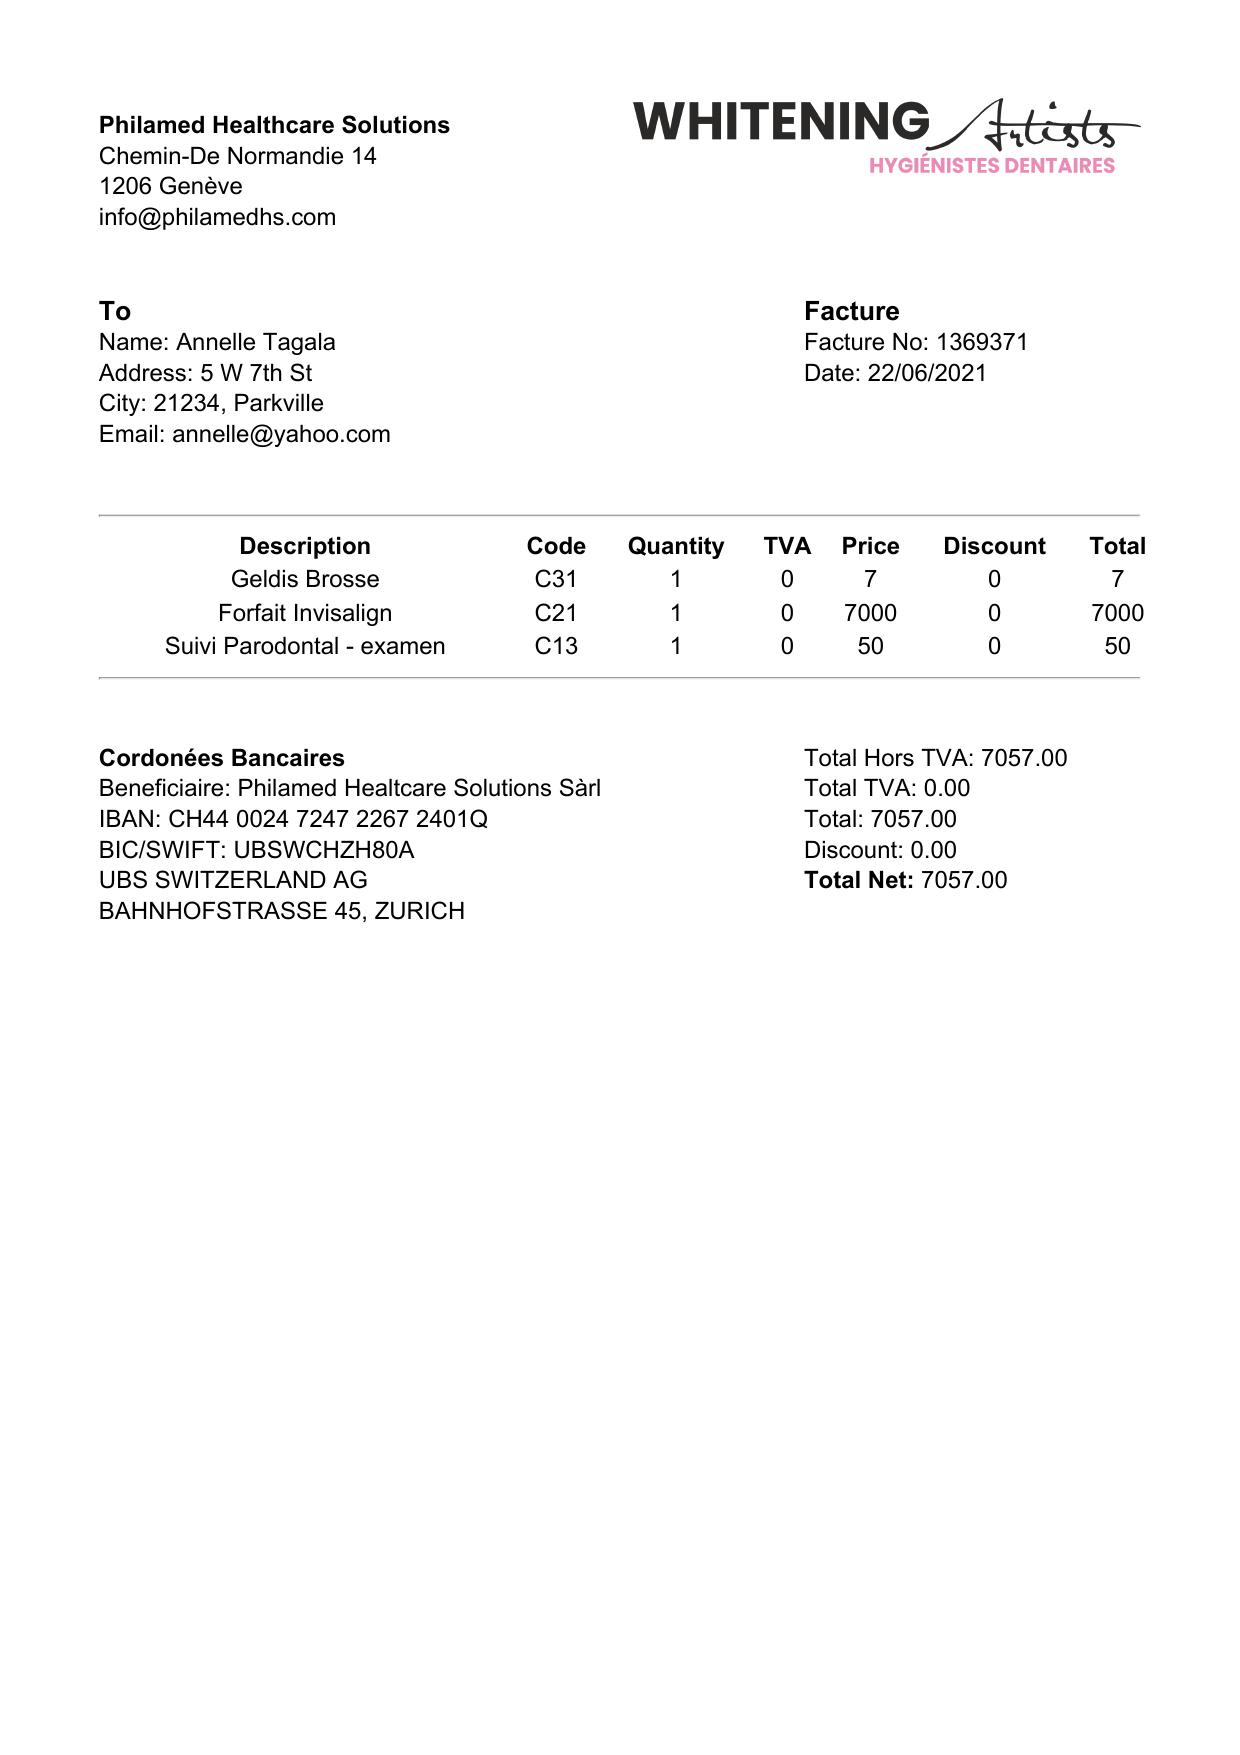 Philamed Healthcare Solutions
Chemin-De Normandie 14
1206 Genève
info@philamedhs.com
WHITENING Artists
HYGIÉNISTES DENTAIRES
To
Name: Annelle Tagala
Address: 5 W 7th St
City: 21234, Parkville
Email: annelle@yahoo.com
Facture
Facture No: 1369371
Date: 22/06/2021
Description Code Quantity TVA Price Discount Total
Geldis Brosse C31 1 0 7 0 7
Forfait Invisalign C21 1 0 7000 0 7000
Suivi Parodontal - examen C13 1 0 50 0 50
Cordonées Bancaires
Beneficiaire: Philamed Healtcare Solutions Sàrl
IBAN: CH44 0024 7247 2267 2401Q
BIC/SWIFT: UBSWCHZH80A
UBS SWITZERLAND AG
BAHNHOFSTRASSE 45, ZURICH
Total Hors TVA: 7057.00
Total TVA: 0.00
Total: 7057.00
Discount: 0.00
Total Net: 7057.00